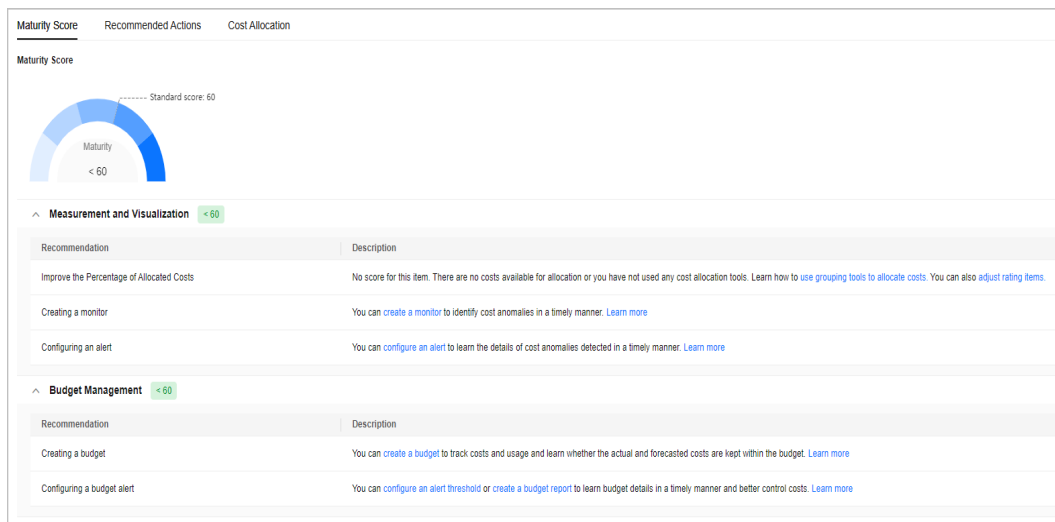 Maturity Score Recommended Actions Cost Allocation
Maturity Score
Standard score: 60
Maturity
< 60
Measurement and Visualization < 60
Recommendation Description
Improve the Percentage of Allocated Costs No score for this item. There are no costs available for allocation or you have not used any cost allocation tools. Learn how to use grouping tools to allocate costs. You can also adjust rating items.
Creating a monitor You can create a monitor to identify cost anomalies in a timely manner. Learn more
Configuring an alert You can configure an alert to learn the details of cost anomalies detected in a timely manner. Learn more
Budget Management < 60
Recommendation Description
Creating a budget You can create a budget to track costs and usage and learn whether the actual and forecasted costs are kept within the budget. Learn more
Configuring a budget alert You can configure an alert threshold or create a budget report to learn budget details in a timely manner and better control costs. Learn more